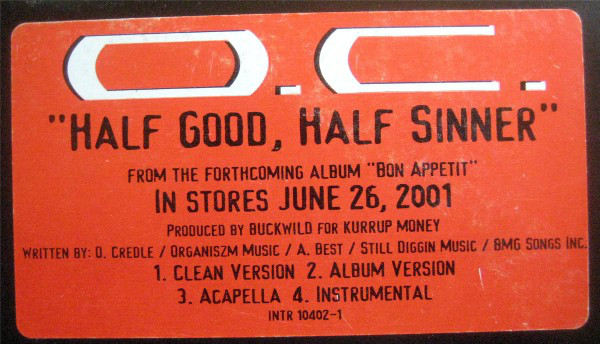 O.C.
"HALF GOOD, HALF SINNER"
FROM THE FORTHCOMING ALBUM "BON APPETIT"
IN STORES JUNE 26, 2001
PRODUCED BY BUCKWILD FOR KURRUP MONEY
WRITTEN BY: O. CREDLE / ORGANISZM MUSIC / A. BEST / STILL DIGGIN MUSIC / BMG SONGS INC.
1. CLEAN VERSION 2. ALBUM VERSION
3. ACAPELLA 4. INSTRUMENTAL
INTR 10402-1